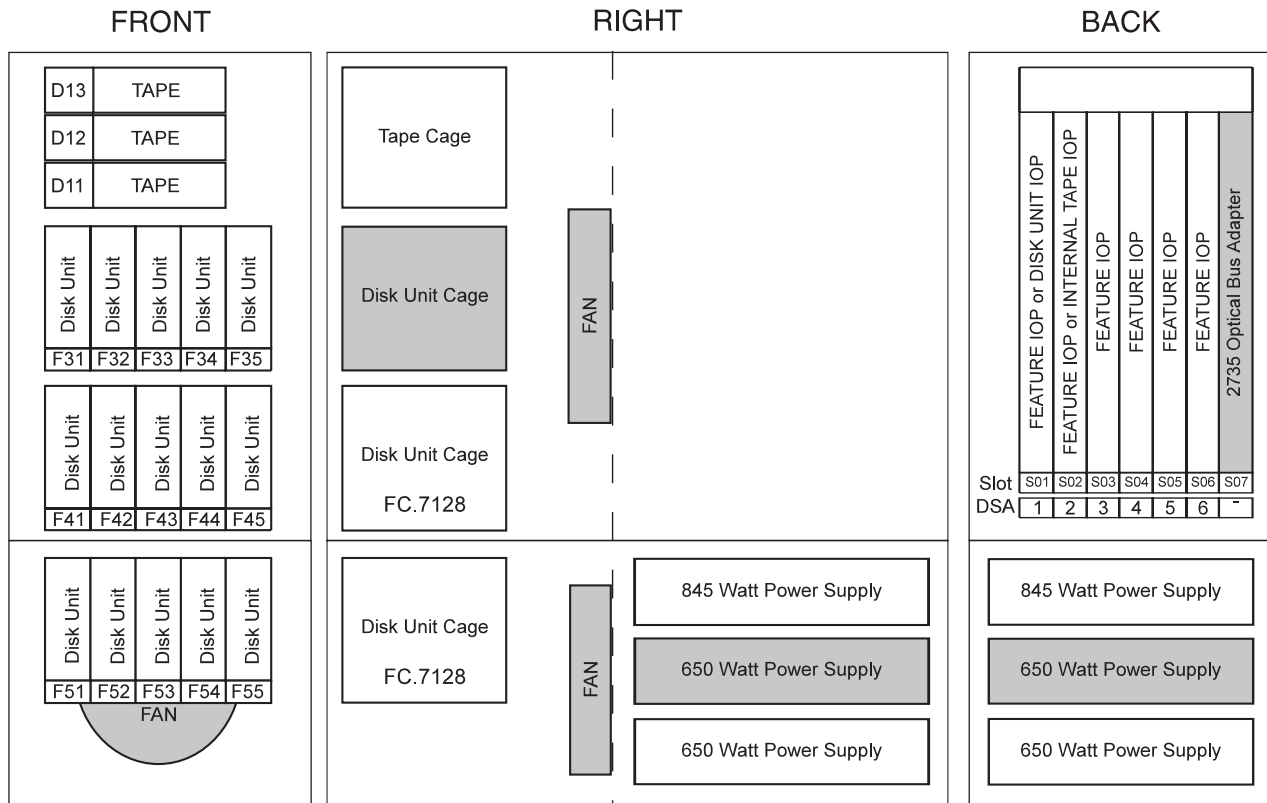 FRONT
D13 TAPE
D12 TAPE
D11 TAPE
Disk Unit
Disk Unit
Disk Unit
Disk Unit
Disk Unit
F31 F32 F33 F34 F35
Disk Unit
Disk Unit
Disk Unit
Disk Unit
Disk Unit
F41 F42 F43 F44 F45
Disk Unit
Disk Unit
Disk Unit
Disk Unit
Disk Unit
F51 F52 F53 F54 F55
FAN
RIGHT
Tape Cage
Disk Unit Cage
FAN
Disk Unit Cage
FC.7128
Disk Unit Cage
FC.7128
FAN
845 Watt Power Supply
650 Watt Power Supply
650 Watt Power Supply
BACK
FEATURE IOP or DISK UNIT IOP
FEATURE IOP or INTERNAL TAPE IOP
FEATURE IOP
FEATURE IOP
FEATURE IOP
FEATURE IOP
2735 Optical Bus Adapter
Slot S01 S02 S03 S04 S05 S06 S07
DSA 1 2 3 4 5 6 -
845 Watt Power Supply
650 Watt Power Supply
650 Watt Power Supply